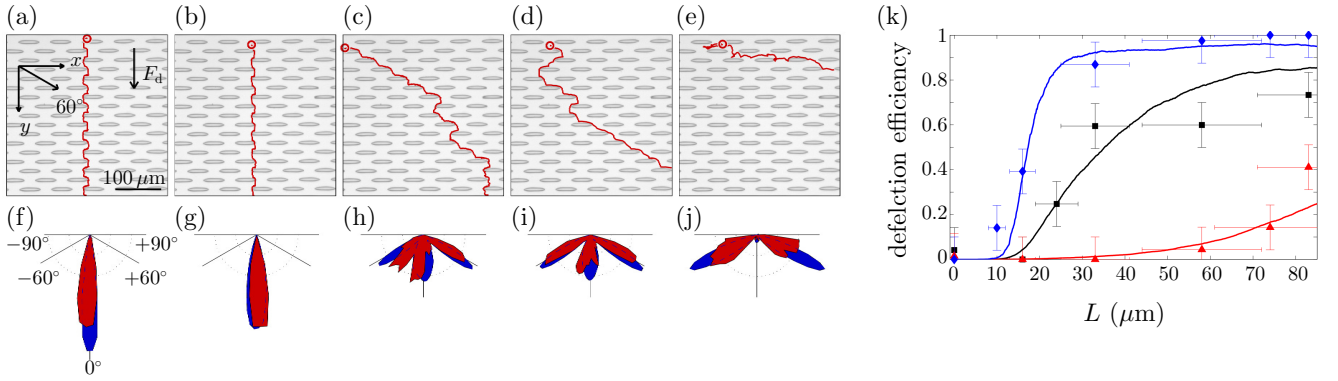 (a) (b) (c) (d) (e) (k)
x
F_d
60°
y
100 μm
(f) (g) (h) (i) (j)
−90° +90°
−60° +60°
0°
defelction efficiency
1
0.8
0.6
0.4
0.2
0
0 10 20 30 40 50 60 70 80
L (μm)